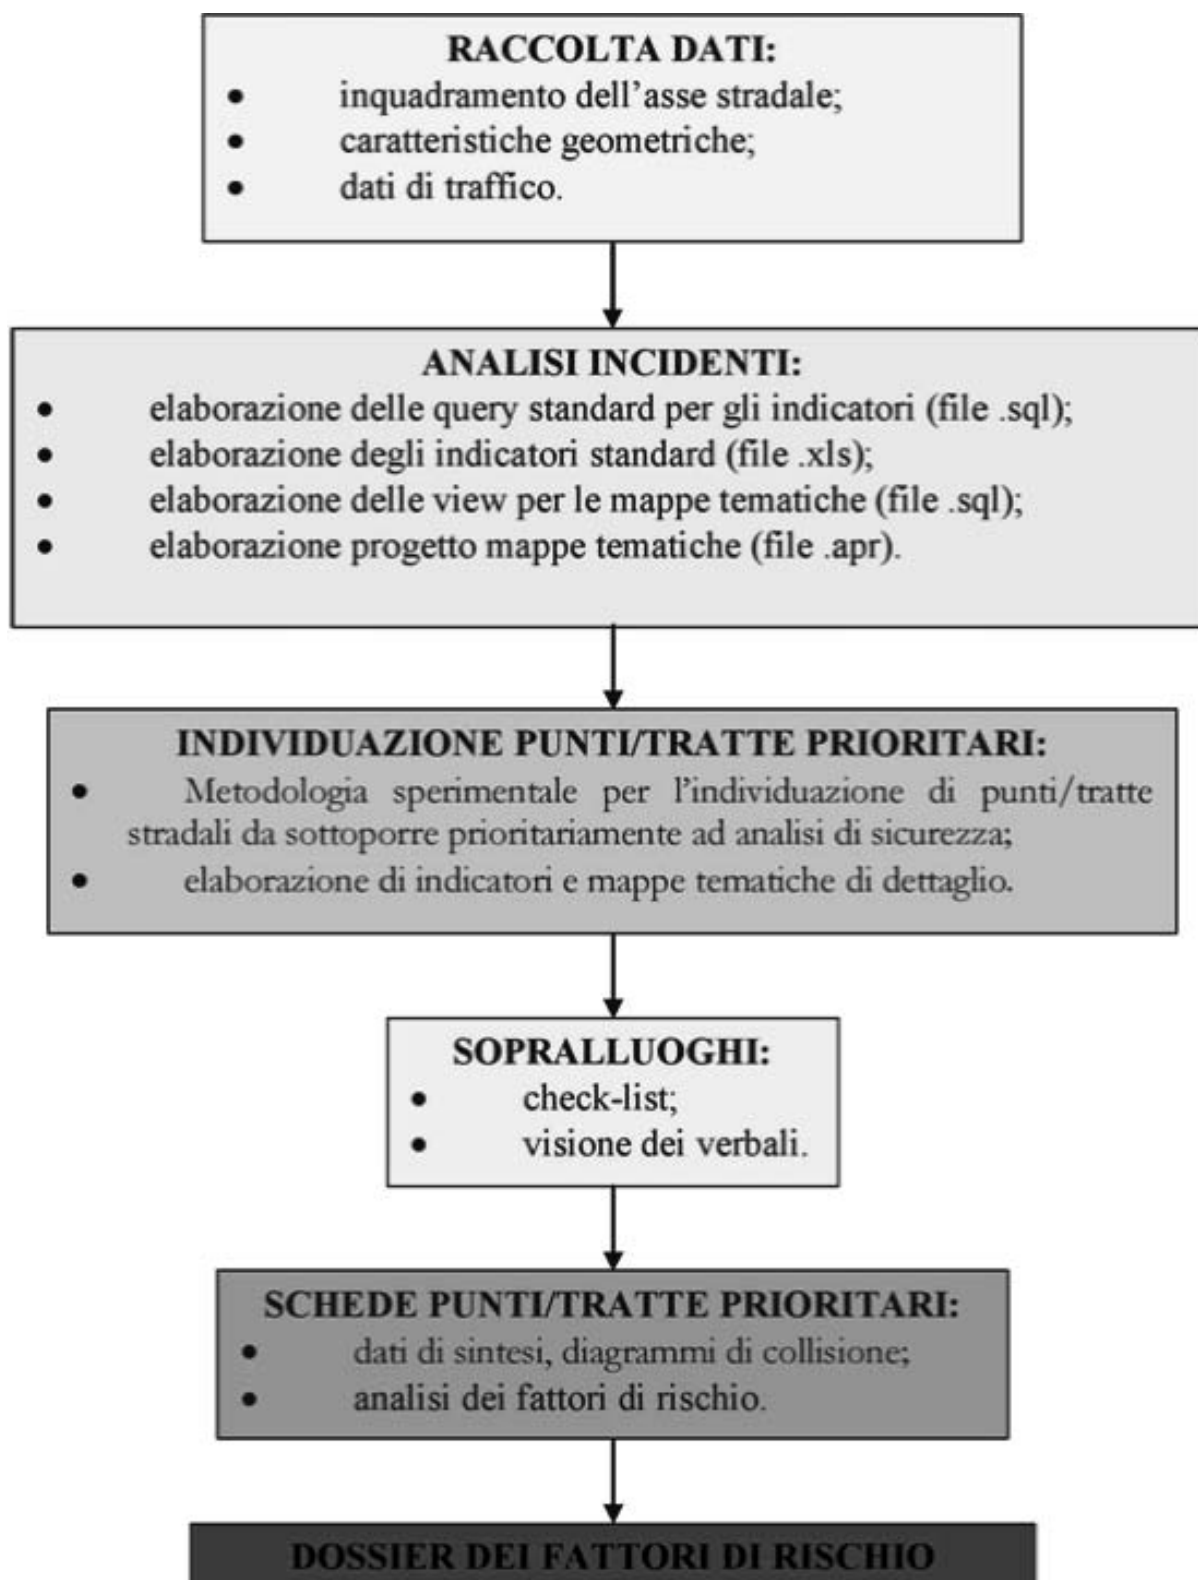 RACCOLTA DATI:
• inquadramento dell’asse stradale;
• caratteristiche geometriche;
• dati di traffico.
ANALISI INCIDENTI:
• elaborazione delle query standard per gli indicatori (file .sql);
• elaborazione degli indicatori standard (file .xls);
• elaborazione delle view per le mappe tematiche (file .sql);
• elaborazione progetto mappe tematiche (file .apr).
INDIVIDUAZIONE PUNTI/TRATTE PRIORITARI:
• Metodologia sperimentale per l’individuazione di punti/tratte
stradali da sottoporre prioritariamente ad analisi di sicurezza;
• elaborazione di indicatori e mappe tematiche di dettaglio.
SOPRALLUOGHI:
• check-list;
• visione dei verbali.
SCHEDE PUNTI/TRATTE PRIORITARI:
• dati di sintesi, diagrammi di collisione;
• analisi dei fattori di rischio.
DOSSIER DEI FATTORI DI RISCHIO